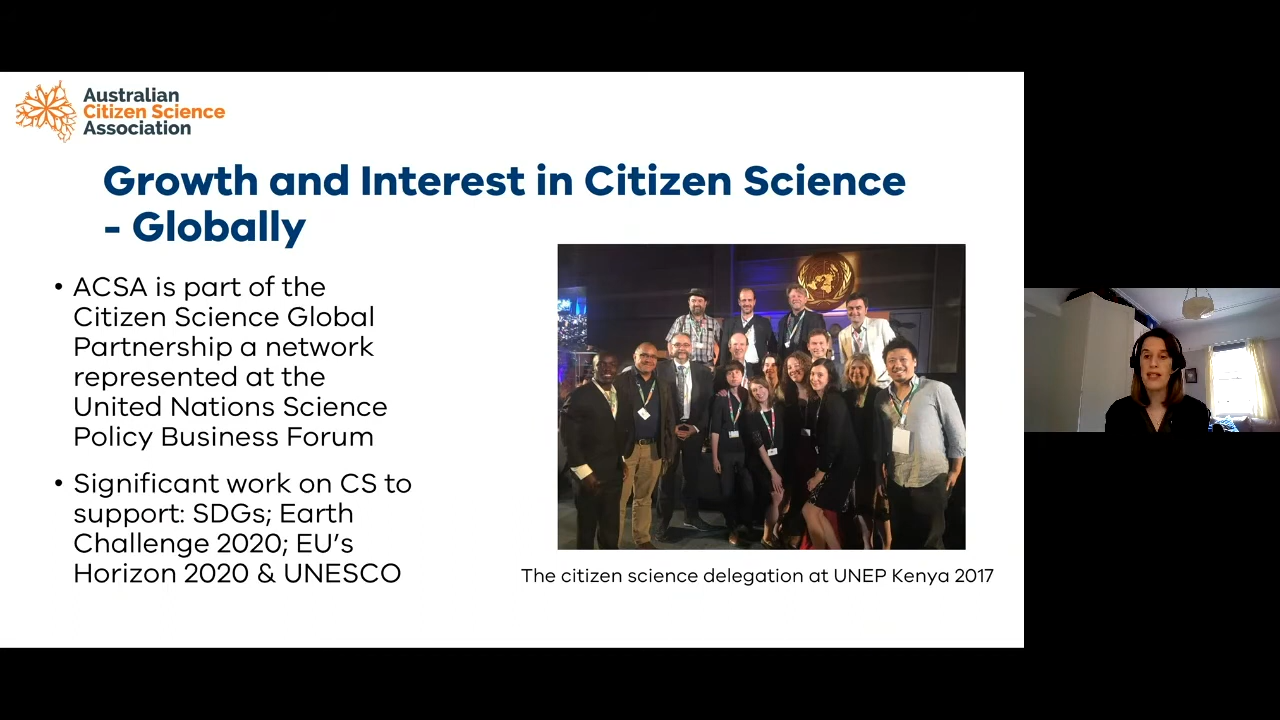 Australian
Citizen Science
Association
Growth and Interest in Citizen Science
- Globally
• ACSA is part of the
Citizen Science Global
Partnership a network
represented at the
United Nations Science
Policy Business Forum
• Significant work on CS to
support: SDGs; Earth
Challenge 2020; EU’s
Horizon 2020 & UNESCO
The citizen science delegation at UNEP Kenya 2017